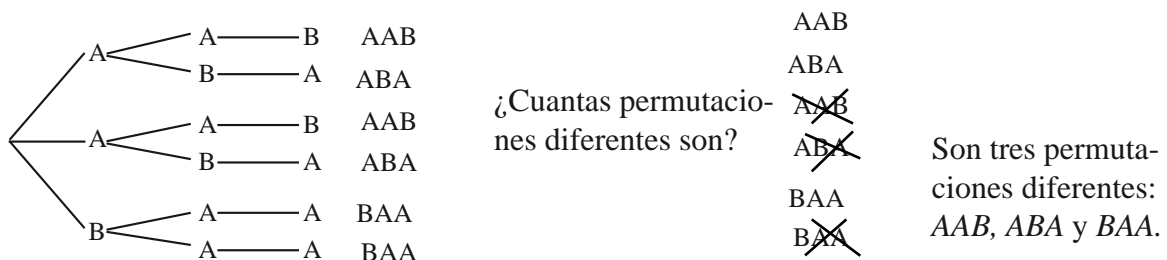 A A B AAB
B A ABA
A A B AAB
B A ABA
B A A BAA
A A BAA
¿Cuantas permutacio-
nes diferentes son?
AAB
ABA
AAB
ABA
BAA
BAA
Son tres permuta-
ciones diferentes:
AAB, ABA y BAA.